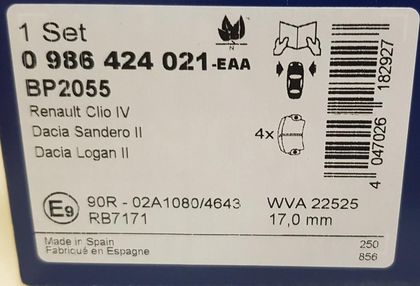 1 Set
0 986 424 021-EAA
BP2055
Renault Clio IV
Dacia Sandero II
Dacia Logan II
N
4x
4 047026 182927
E9
90R - 02A1080/4643
RB7171
WVA 22525
17,0 mm
Made in Spain
Fabriqué en Espagne
250
856